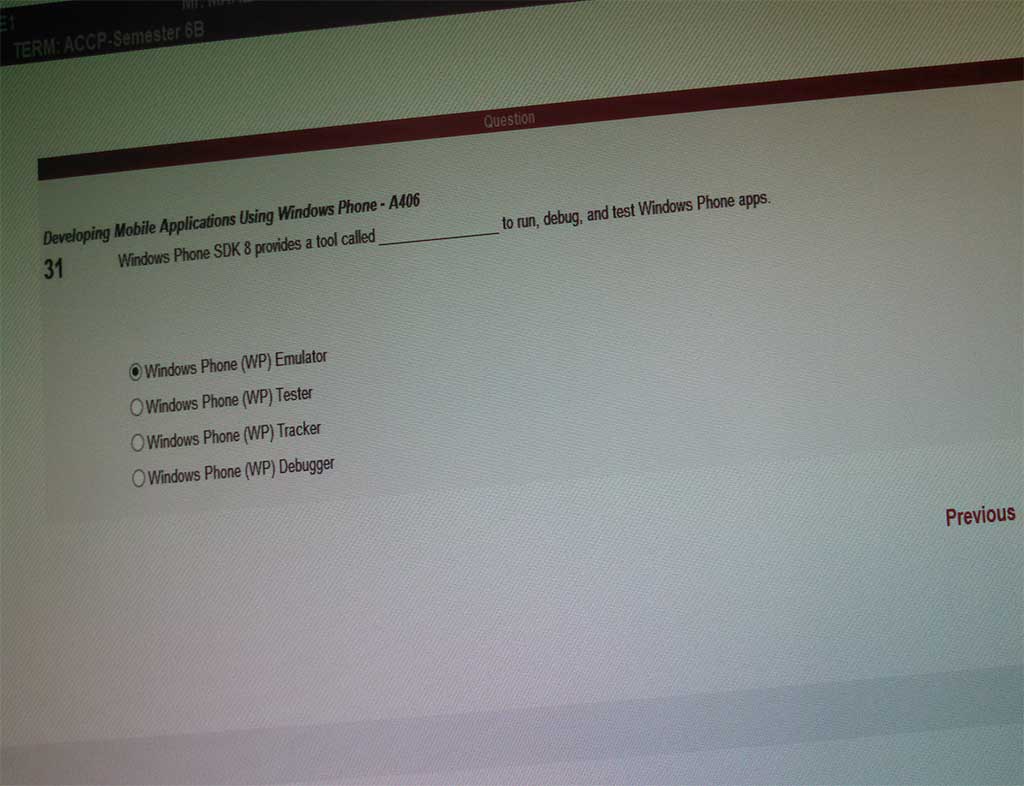 TERM: ACCP-Semester 6B
Question
Developing Mobile Applications Using Windows Phone - A406
31 Windows Phone SDK 8 provides a tool called ____________ to run, debug, and test Windows Phone apps.
Windows Phone (WP) Emulator
Windows Phone (WP) Tester
Windows Phone (WP) Tracker
Windows Phone (WP) Debugger
Previous